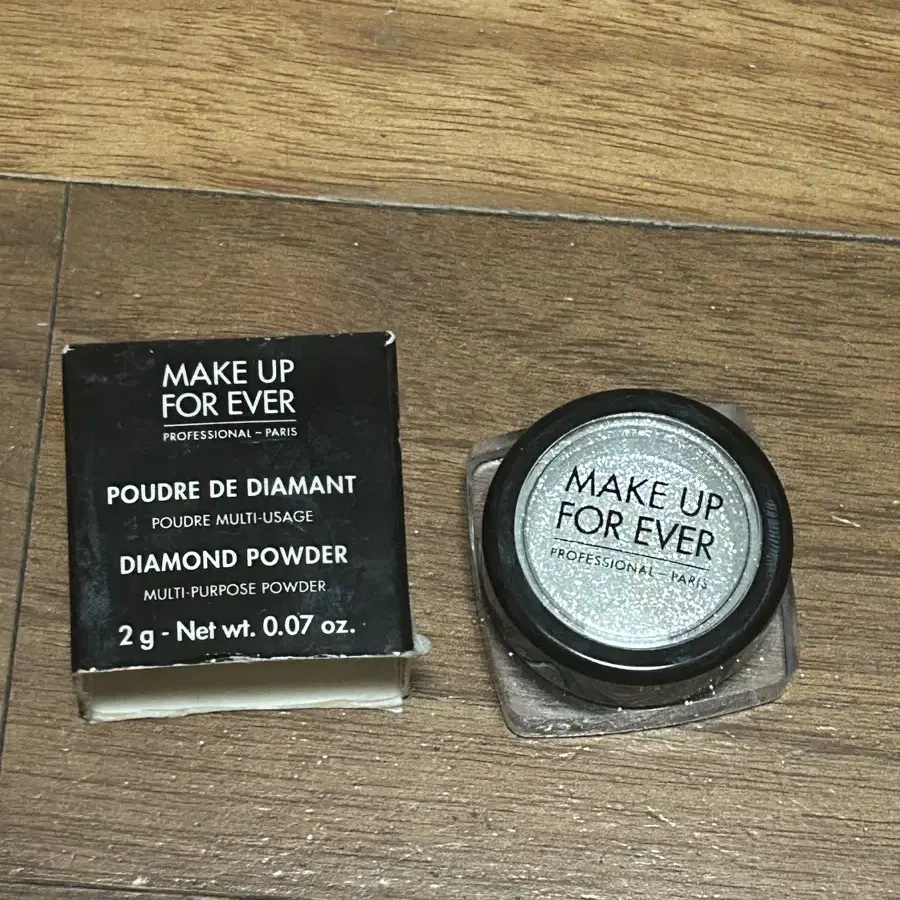 MAKE UP
FOR EVER
PROFESSIONAL – PARIS
POUDRE DE DIAMANT
POUDRE MULTI-USAGE
DIAMOND POWDER
MULTI-PURPOSE POWDER
2 g - Net wt. 0.07 oz.
MAKE UP
FOR EVER
PROFESSIONAL – PARIS